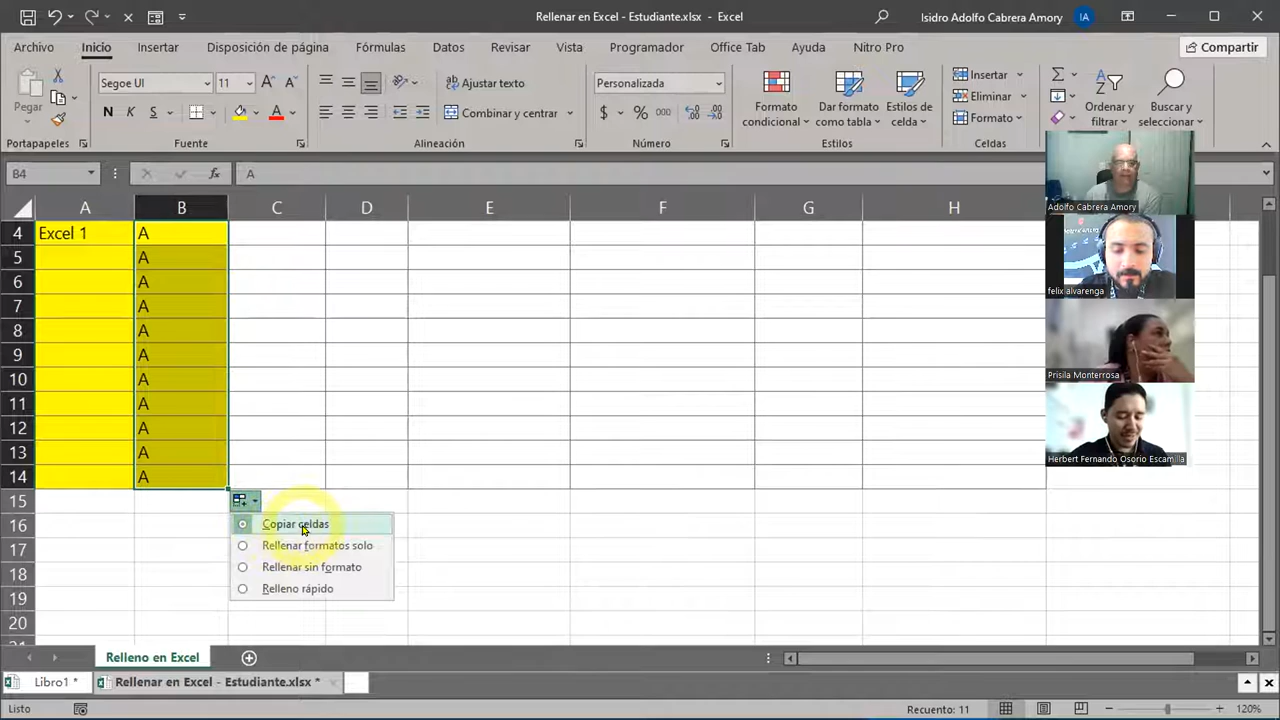 Rellenar en Excel - Estudiante.xlsx - Excel
Isidro Adolfo Cabrera Amory
IA
Archivo
Inicio
Insertar
Disposición de página
Fórmulas
Datos
Revisar
Vista
Programador
Office Tab
Ayuda
Nitro Pro
Compartir
Pegar
Segoe UI
11
N
K
S
Ajustar texto
Combinar y centrar
Personalizada
$
%
000
Formato condicional
Dar formato como tabla
Estilos de celda
Insertar
Eliminar
Formato
Ordenar y filtrar
Buscar y seleccionar
Portapapeles
Fuente
Alineación
Número
Estilos
Celdas
B4
fx
A
A B C D E F G H
4 Excel 1 A
5 A
6 A
7 A
8 A
9 A
10 A
11 A
12 A
13 A
14 A
15
16
17
18
19
20
Copiar celdas
Rellenar formatos solo
Rellenar sin formato
Relleno rápido
Adolfo Cabrera Amory
felix alvarenga
Prisila Monterrosa
Herbert Fernando Osorio Escamilla
Relleno en Excel
Libro1 *
Rellenar en Excel - Estudiante.xlsx *
Listo
Recuento: 11
120%